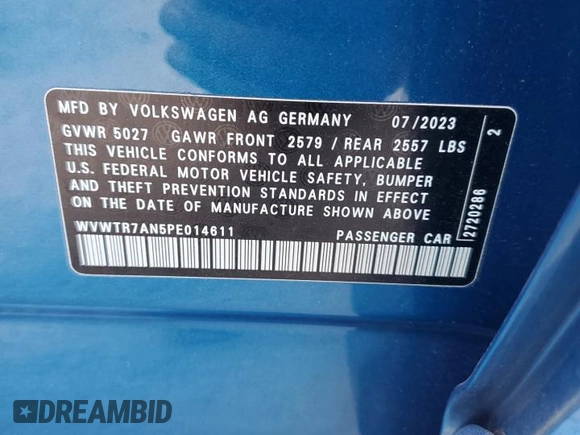 MFD BY VOLKSWAGEN AG GERMANY 07/2023
GVWR 5027 GAWR FRONT 2579 / REAR 2557 LBS
THIS VEHICLE CONFORMS TO ALL APPLICABLE
U.S. FEDERAL MOTOR VEHICLE SAFETY, BUMPER
AND THEFT PREVENTION STANDARDS IN EFFECT
ON THE DATE OF MANUFACTURE SHOWN ABOVE
WVWTR7AN5PE014611 PASSENGER CAR
2720286 2
DREAMBID